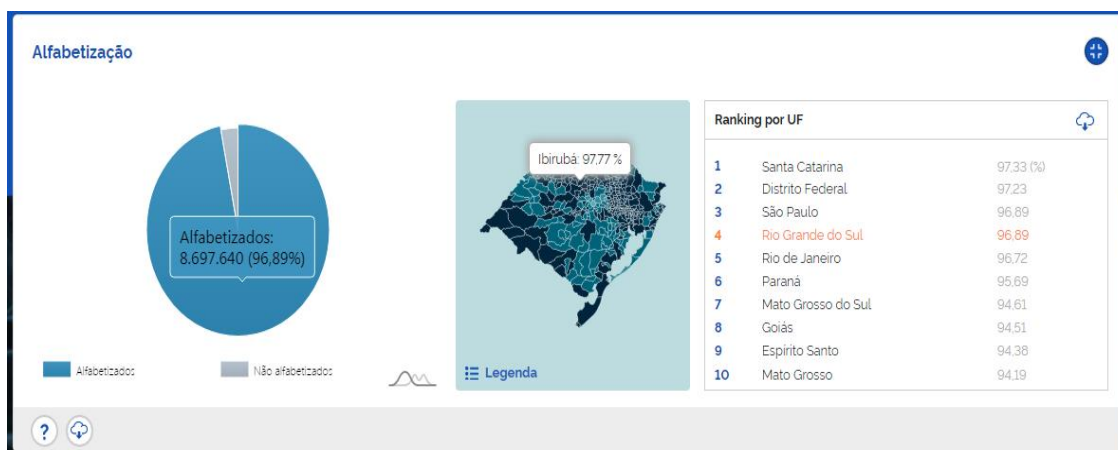 Alfabetização
Alfabetizados:
8.697.640 (96,89%)
Alfabetizados
Não alfabetizados
Ibirubá: 97,77 %
Legenda
Ranking por UF
1 Santa Catarina 97,33 (%)
2 Distrito Federal 97,23
3 São Paulo 96,89
4 Rio Grande do Sul 96,89
5 Rio de Janeiro 96,72
6 Paraná 95,69
7 Mato Grosso do Sul 94,61
8 Goiás 94,51
9 Espírito Santo 94,38
10 Mato Grosso 94,19
?